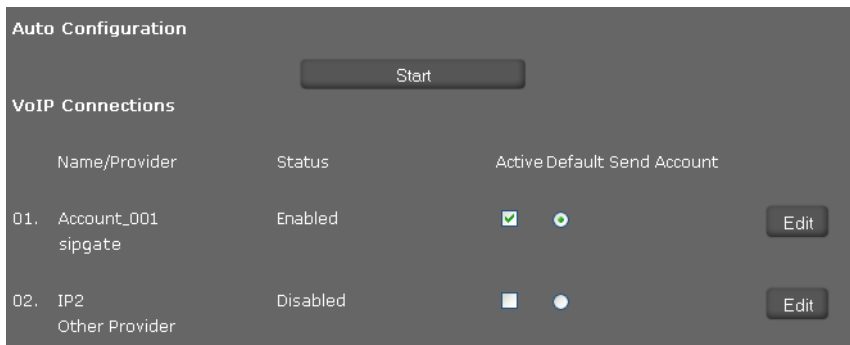 Auto Configuration
Start
VoIP Connections
Name/Provider Status Active Default Send Account
01. Account_001 Enabled Edit
sipgate
02. IP2 Disabled Edit
Other Provider